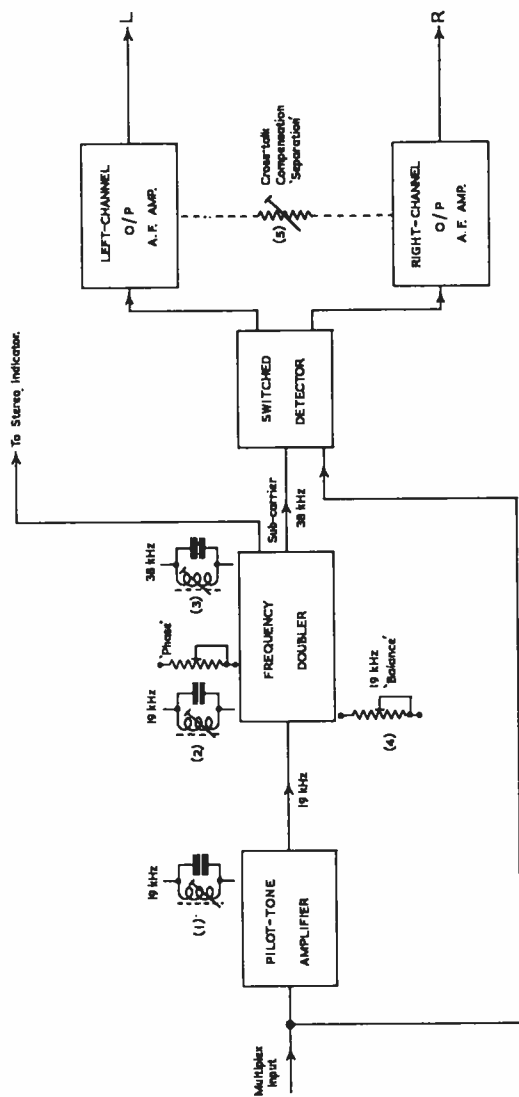 Multiplex
Input
PILOT-TONE
AMPLIFIER
19 kHz
(1)
19 kHz
FREQUENCY
DOUBLER
19 kHz
(2)
'Phase'
38 kHz
(3)
19 kHz
'Balance'
(4)
To Stereo indicator.
Sub-carrier
38 kHz
SWITCHED
DETECTOR
LEFT-CHANNEL
O/P
A.F. AMP.
L
Crosstalk
Compensation
'Separation'
(5)
RIGHT-CHANNEL
O/P
A.F. AMP.
R